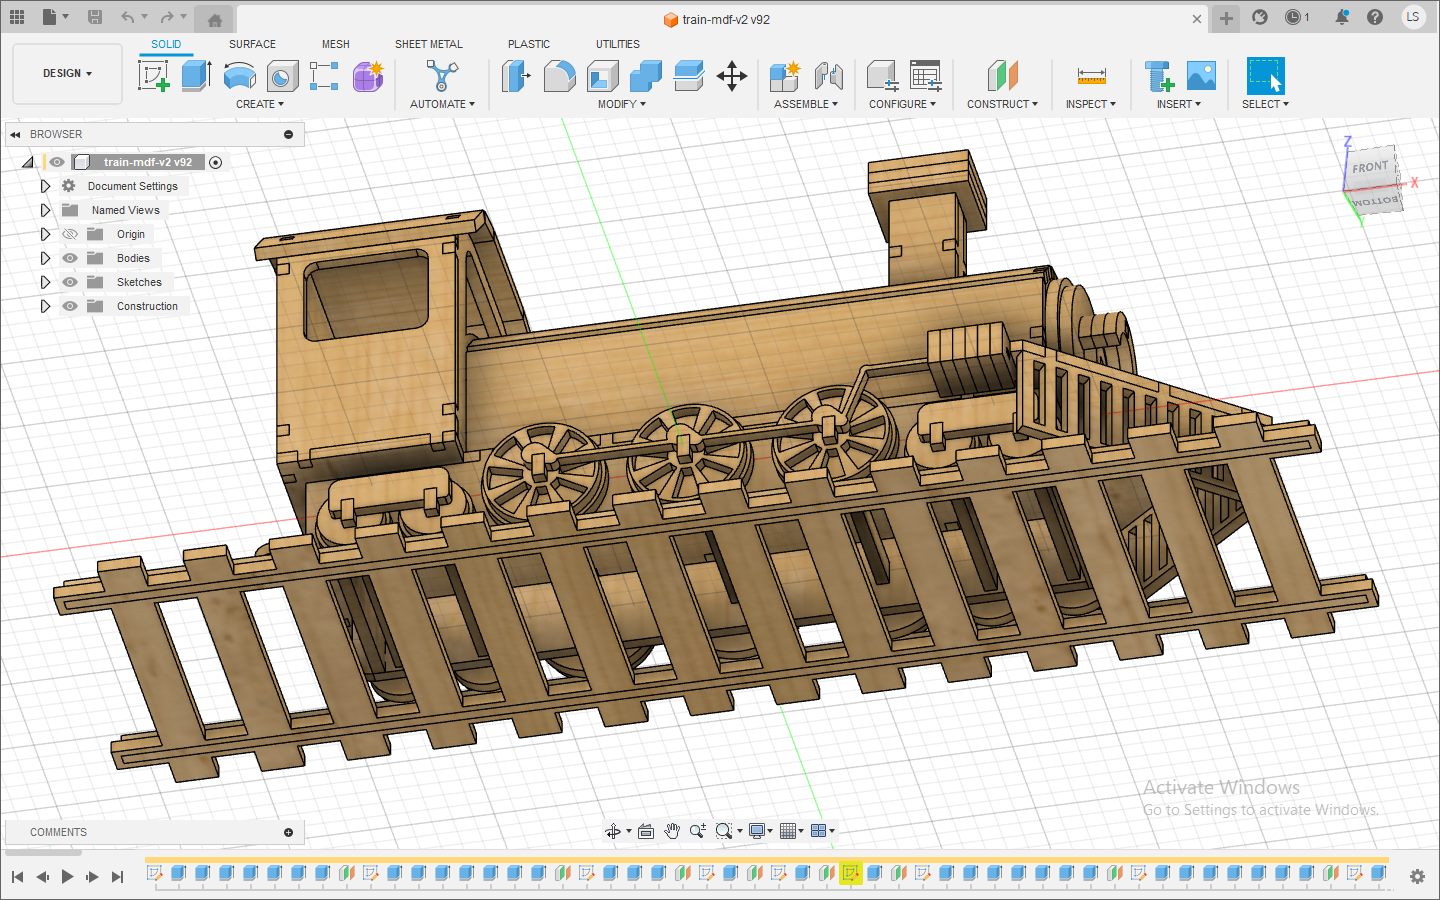 train-mdf-v2 v92
1
LS
DESIGN
SOLID
SURFACE
MESH
SHEET METAL
PLASTIC
UTILITIES
CREATE
AUTOMATE
MODIFY
ASSEMBLE
CONFIGURE
CONSTRUCT
INSPECT
INSERT
SELECT
BROWSER
train-mdf-v2 v92
Document Settings
Named Views
Origin
Bodies
Sketches
Construction
Z
FRONT
X
BOTTOM
Y
Activate Windows
Go to Settings to activate Windows.
COMMENTS